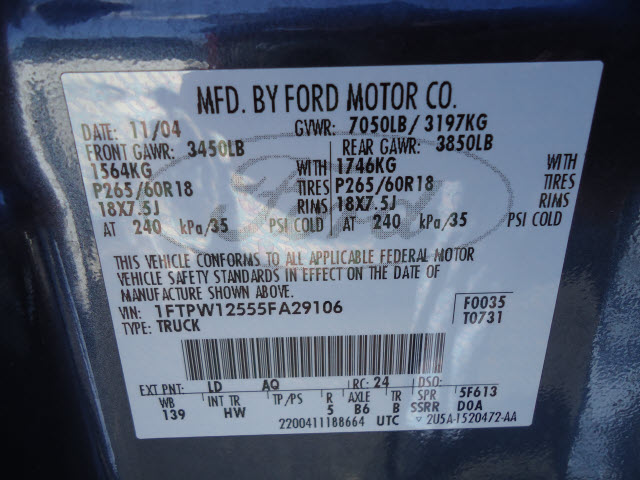 MFD. BY FORD MOTOR CO.
DATE: 11/04 GVWR: 7050LB/ 3197KG
FRONT GAWR: 3450LB REAR GAWR: 3850LB
1564KG WITH 1746KG WITH
P265/60R18 TIRES P265/60R18 TIRES
18X7.5J RIMS 18X7.5J RIMS
AT 240 kPa/35 PSI COLD AT 240 kPa/35 PSI COLD
THIS VEHICLE CONFORMS TO ALL APPLICABLE FEDERAL MOTOR
VEHICLE SAFETY STANDARDS IN EFFECT ON THE DATE OF
MANUFACTURE SHOWN ABOVE.
VIN: 1FTPW12555FA29106 F0035
TYPE: TRUCK T0731
EXT PNT: LD AQ RC: 24 DSO:
WB INT TR TP/PS R AXLE TR SPR 5F613
139 HW 5 B6 B SSRR DOA
2200411188664 UTC 2U5A-1520472-AA
Ford